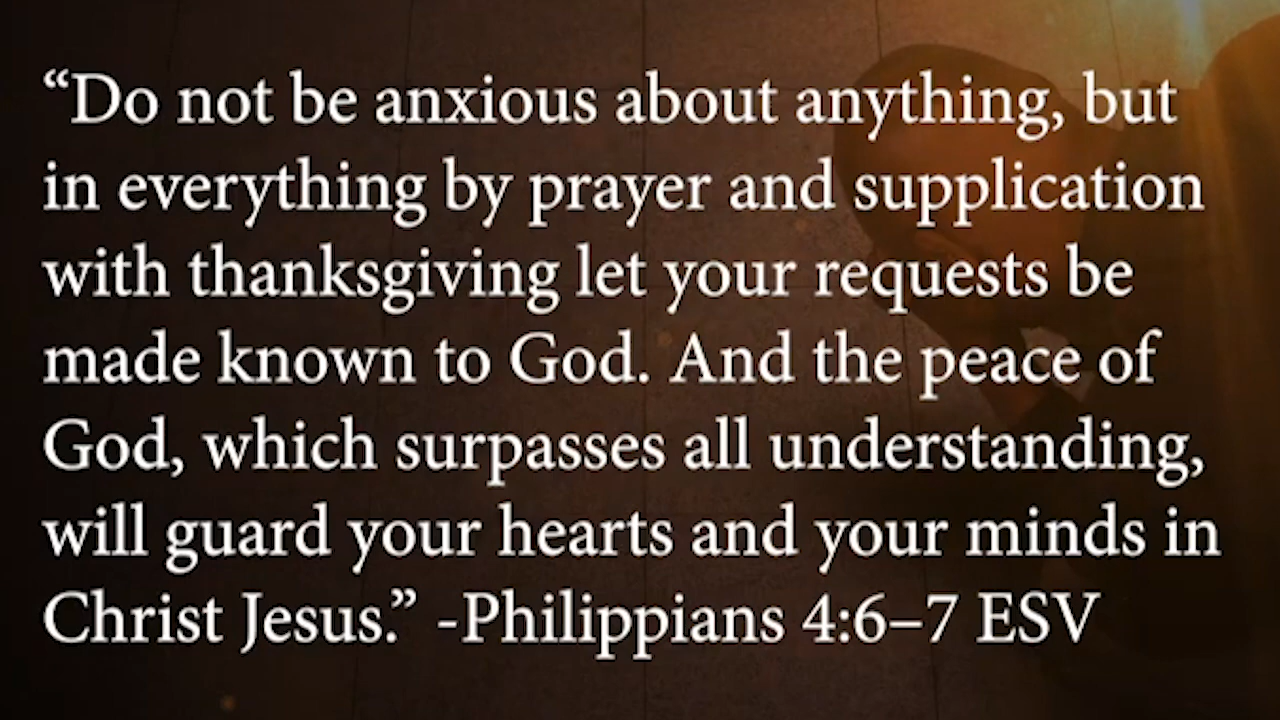 “Do not be anxious about anything, but
in everything by prayer and supplication
with thanksgiving let your requests be
made known to God. And the peace of
God, which surpasses all understanding,
will guard your hearts and your minds in
Christ Jesus.” -Philippians 4:6–7 ESV